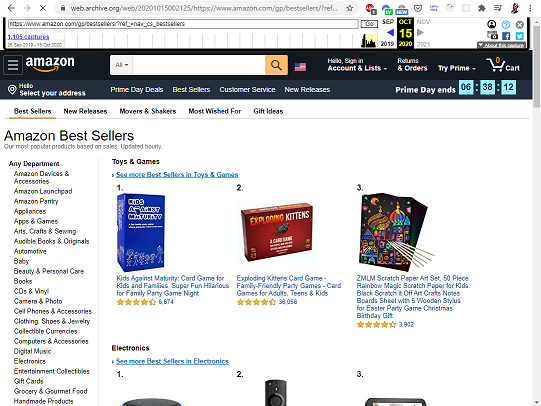 web.archive.org/web/20201015002125/https://www.amazon.com/gp/bestsellers/?ref...
https://www.amazon.com/gp/bestsellers/?ref_=nav_cs_bestsellers
Go
SEP OCT NOV
1,105 captures
15
26 Sep 2019 - 15 Oct 2020
2019 2020 2021
About this capture
amazon
All
Hello, Sign in
Account & Lists
Returns
& Orders
Try Prime
0
Cart
Hello
Select your address
Prime Day Deals
Best Sellers
Customer Service
New Releases
Prime Day ends 06 : 38 : 12
Best Sellers
New Releases
Movers & Shakers
Most Wished For
Gift Ideas
Amazon Best Sellers
Our most popular products based on sales. Updated hourly.
Any Department
Amazon Devices &
Accessories
Amazon Launchpad
Amazon Pantry
Appliances
Apps & Games
Arts, Crafts & Sewing
Audible Books & Originals
Automotive
Baby
Beauty & Personal Care
Books
CDs & Vinyl
Camera & Photo
Cell Phones & Accessories
Clothing, Shoes & Jewelry
Collectible Currencies
Computers & Accessories
Digital Music
Electronics
Entertainment Collectibles
Gift Cards
Grocery & Gourmet Food
Handmade Products
Toys & Games
› See more Best Sellers in Toys & Games
1.
KIDS
AGAINST
MATURITY
Kids Against Maturity: Card Game
for Kids and Families, Super Fun
Hilarious for Family Party Game Night
6,674
2.
EXPLODING KITTENS
A CARD GAME
Exploding Kittens Card Game -
Family-Friendly Party Games - Card
Games for Adults, Teens & Kids
36,056
3.
ZMLM Scratch Paper Art Set, 50 Piece
Rainbow Magic Scratch Paper for Kids
Black Scratch it Off Art Crafts Notes
Boards Sheet with 5 Wooden Stylus
for Easter Party Game Christmas
Birthday Gift
3,902
Electronics
› See more Best Sellers in Electronics
1.
2.
3.